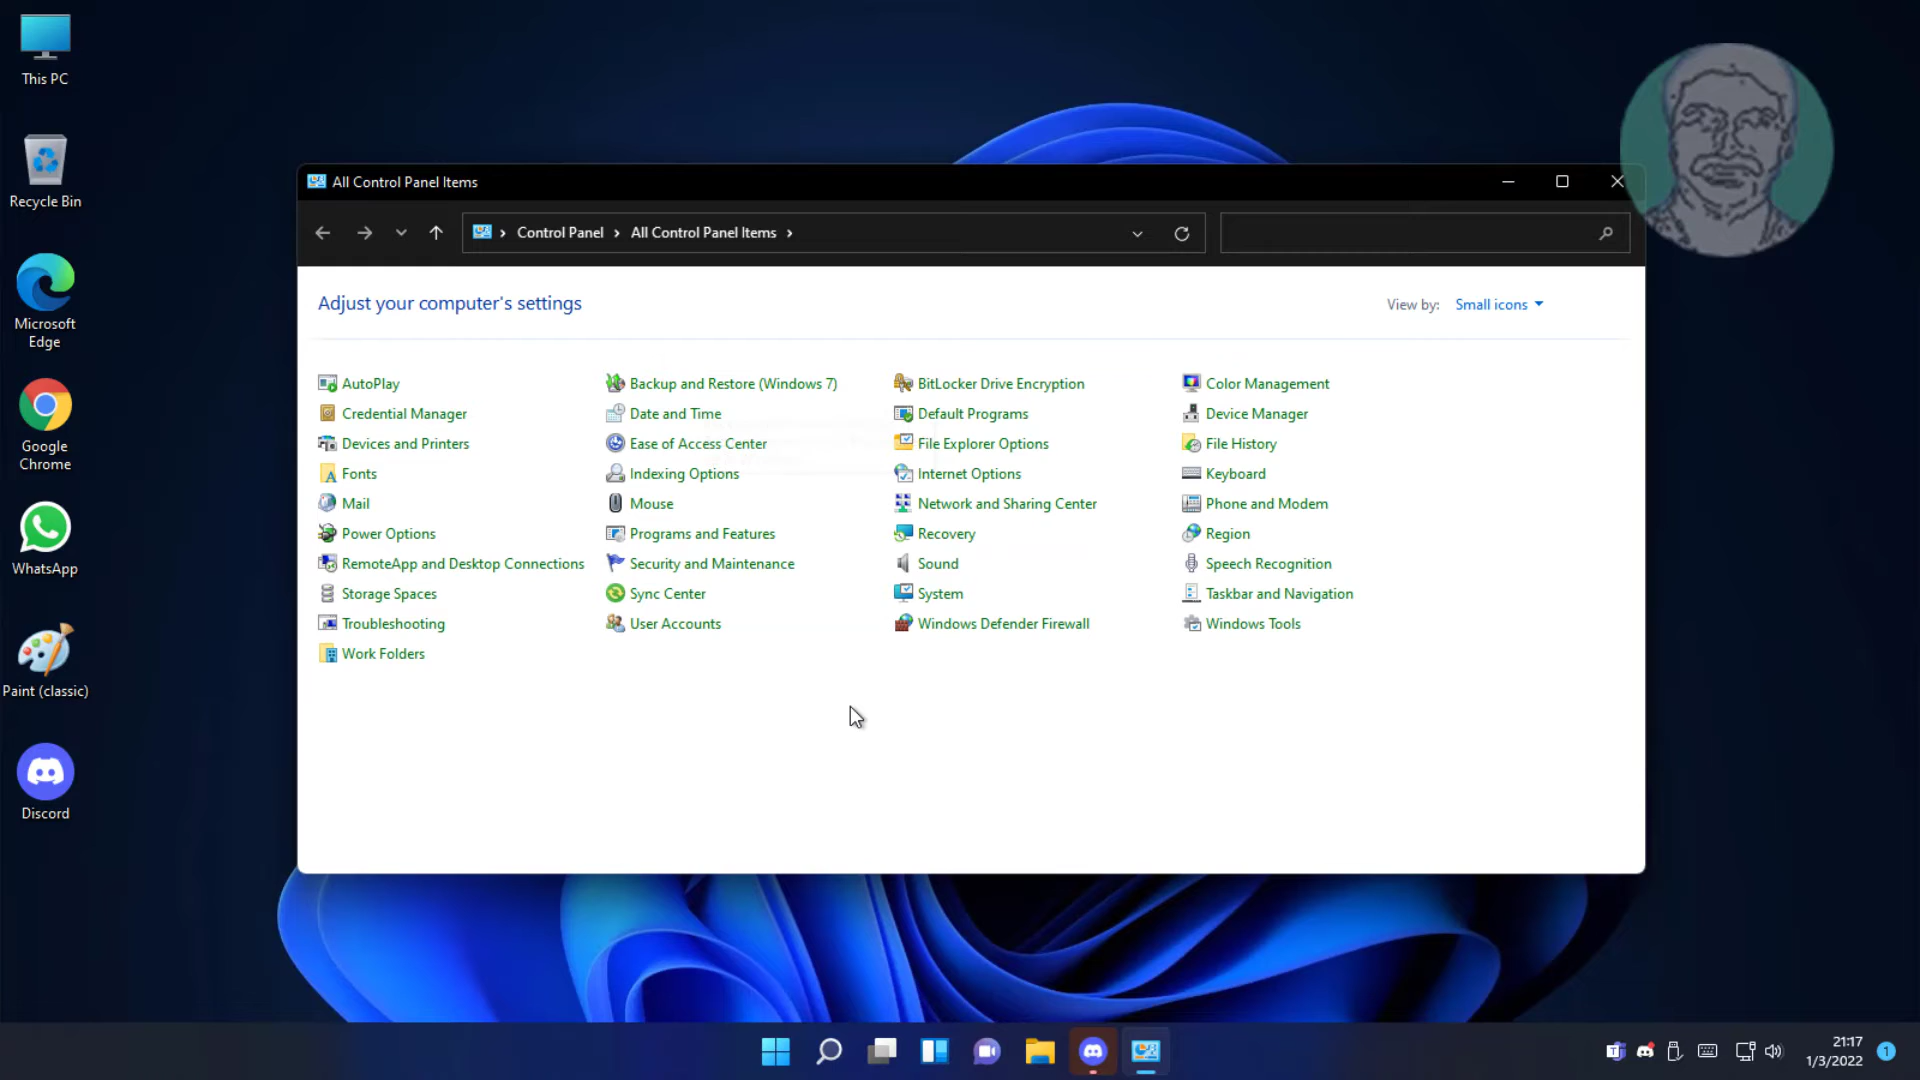 This PC
Recycle Bin
Microsoft
Edge
Google
Chrome
WhatsApp
Paint (classic)
Discord
All Control Panel Items
Control Panel
All Control Panel Items
Adjust your computer's settings
View by: Small icons
AutoPlay
Backup and Restore (Windows 7)
BitLocker Drive Encryption
Color Management
Credential Manager
Date and Time
Default Programs
Device Manager
Devices and Printers
Ease of Access Center
File Explorer Options
File History
Fonts
Indexing Options
Internet Options
Keyboard
Mail
Mouse
Network and Sharing Center
Phone and Modem
Power Options
Programs and Features
Recovery
Region
RemoteApp and Desktop Connections
Security and Maintenance
Sound
Speech Recognition
Storage Spaces
Sync Center
System
Taskbar and Navigation
Troubleshooting
User Accounts
Windows Defender Firewall
Windows Tools
Work Folders
21:17
1/3/2022
1